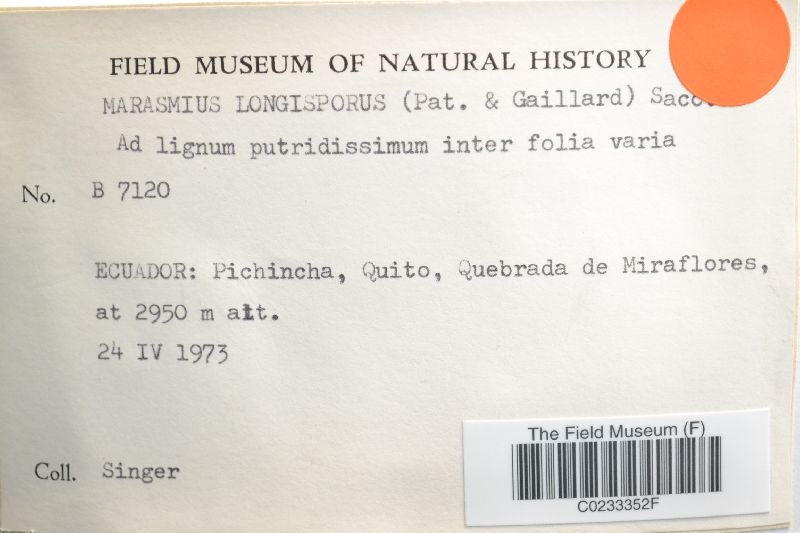 FIELD MUSEUM OF NATURAL HISTORY
MARASMIUS LONGISPORUS (Pat. & Gaillard) Sacc.
Ad lignum putridissimum inter folia varia
No. B 7120
ECUADOR: Pichincha, Quito, Quebrada de Miraflores,
at 2950 m alt.
24 IV 1973
Coll. Singer
The Field Museum (F)
C0233352F